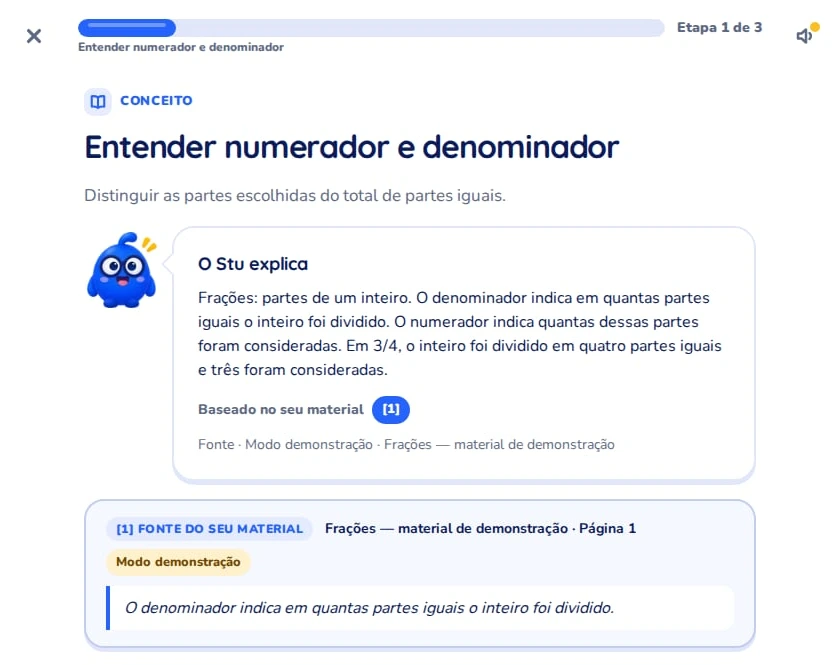 Etapa 1 de 3
Entender numerador e denominador
CONCEITO
Entender numerador e denominador
Distinguir as partes escolhidas do total de partes iguais.
O Stu explica
Frações: partes de um inteiro. O denominador indica em quantas partes
iguais o inteiro foi dividido. O numerador indica quantas dessas partes
foram consideradas. Em 3/4, o inteiro foi dividido em quatro partes iguais
e três foram consideradas.
Baseado no seu material [1]
Fonte · Modo demonstração · Frações — material de demonstração
[1] FONTE DO SEU MATERIAL Frações — material de demonstração · Página 1
Modo demonstração
O denominador indica em quantas partes iguais o inteiro foi dividido.